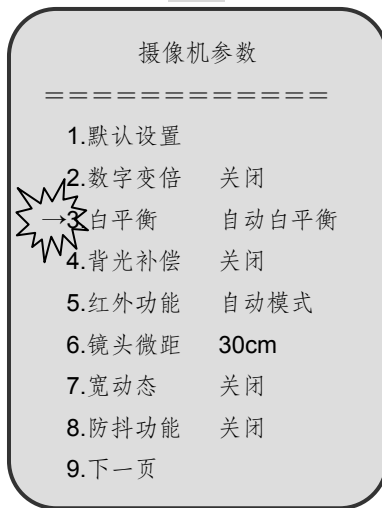 摄像机参数
============
1.默认设置
2.数字变倍 关闭
→3.白平衡 自动白平衡
4.背光补偿 关闭
5.红外功能 自动模式
6.镜头微距 30cm
7.宽动态 关闭
8.防抖功能 关闭
9.下一页